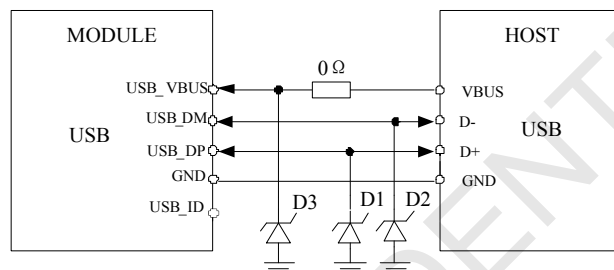 MODULE
HOST
0 Ω
USB_VBUS
VBUS
USB_DM
D-
USB
USB
USB_DP
D+
GND
GND
USB_ID
D3
D1
D2